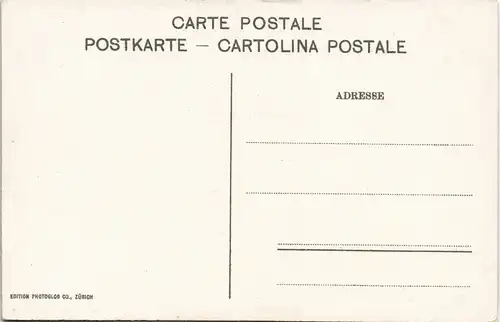 CARTE POSTALE
POSTKARTE — CARTOLINA POSTALE
ADRESSE
EDITION PHOTOGLOB CO., ZÜRICH